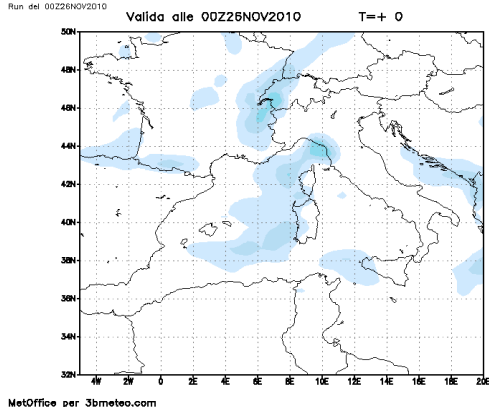 Run del 00Z26NOV2010
Valida alle 00Z26NOV2010 T=+ 0
50N
48N
46N
44N
42N
40N
38N
36N
34N
32N
4W 2W 0 2E 4E 6E 8E 10E 12E 14E 16E 18E 20E
MetOffice per 3bmeteo.com